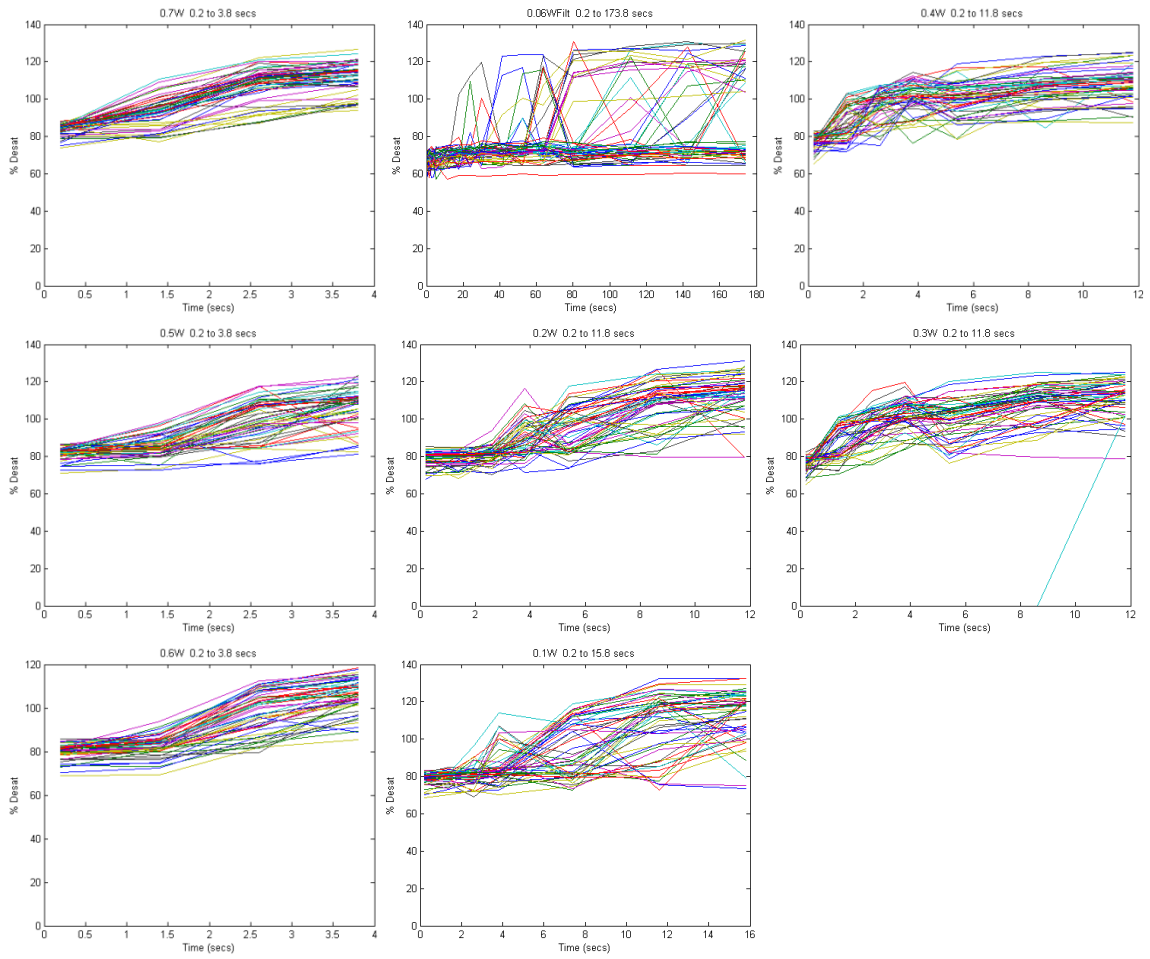 0.7W 0.2 to 3.8 secs
140
120
100
80
60
40
20
0
% Desat
0 0.5 1 1.5 2 2.5 3 3.5 4
Time (secs)
0.06WFilt 0.2 to 173.8 secs
140
120
100
80
60
40
20
0
% Desat
0 20 40 60 80 100 120 140 160 180
Time (secs)
0.4W 0.2 to 11.8 secs
140
120
100
80
60
40
20
0
% Desat
0 2 4 6 8 10 12
Time (secs)
0.5W 0.2 to 3.8 secs
140
120
100
80
60
40
20
0
% Desat
0 0.5 1 1.5 2 2.5 3 3.5 4
Time (secs)
0.2W 0.2 to 11.8 secs
140
120
100
80
60
40
20
0
% Desat
0 2 4 6 8 10 12
Time (secs)
0.3W 0.2 to 11.8 secs
140
120
100
80
60
40
20
0
% Desat
0 2 4 6 8 10 12
Time (secs)
0.6W 0.2 to 3.8 secs
120
100
80
60
40
20
0
% Desat
0 0.5 1 1.5 2 2.5 3 3.5 4
Time (secs)
0.1W 0.2 to 15.8 secs
140
120
100
80
60
40
20
0
% Desat
0 2 4 6 8 10 12 14 16
Time (secs)